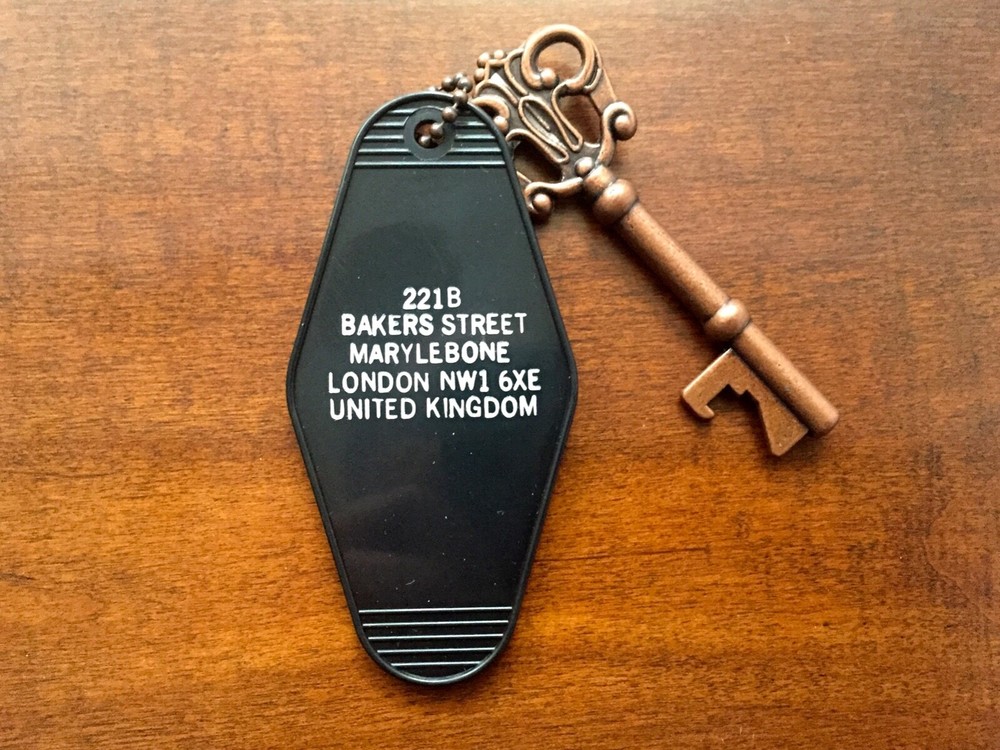 221B
BAKERS STREET
MARYLEBONE
LONDON NW1 6XE
UNITED KINGDOM